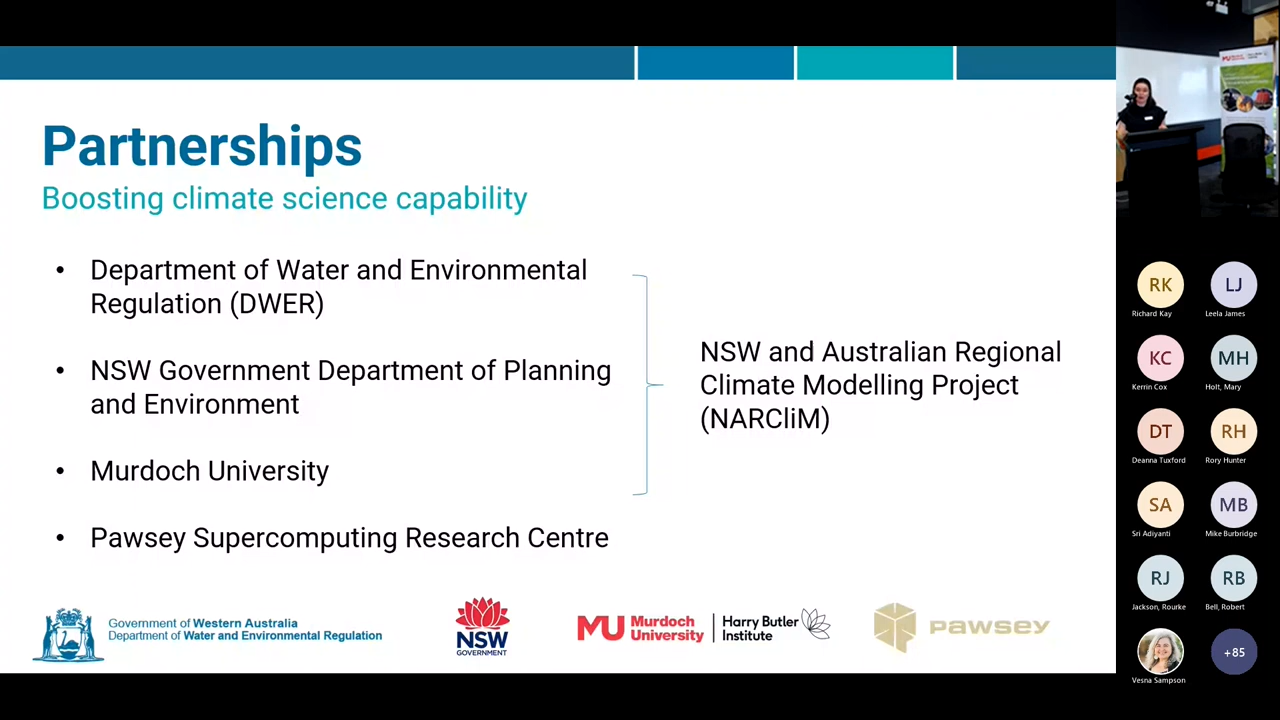 Partnerships
Boosting climate science capability
• Department of Water and Environmental
Regulation (DWER)
• NSW Government Department of Planning
and Environment
• Murdoch University
• Pawsey Supercomputing Research Centre
NSW and Australian Regional
Climate Modelling Project
(NARCliM)
Government of Western Australia
Department of Water and Environmental Regulation
NSW
GOVERNMENT
MU Murdoch
University
Harry Butler
Institute
PAWSEY
RK
Richard Kay
LJ
Leela James
KC
Kerrin Cox
MH
Holt, Mary
DT
Deanna Tuxford
RH
Rory Hunter
SA
Sri Adiyanti
MB
Mike Burbridge
RJ
Jackson, Rourke
RB
Bell, Robert
Vesna Sampson
+85